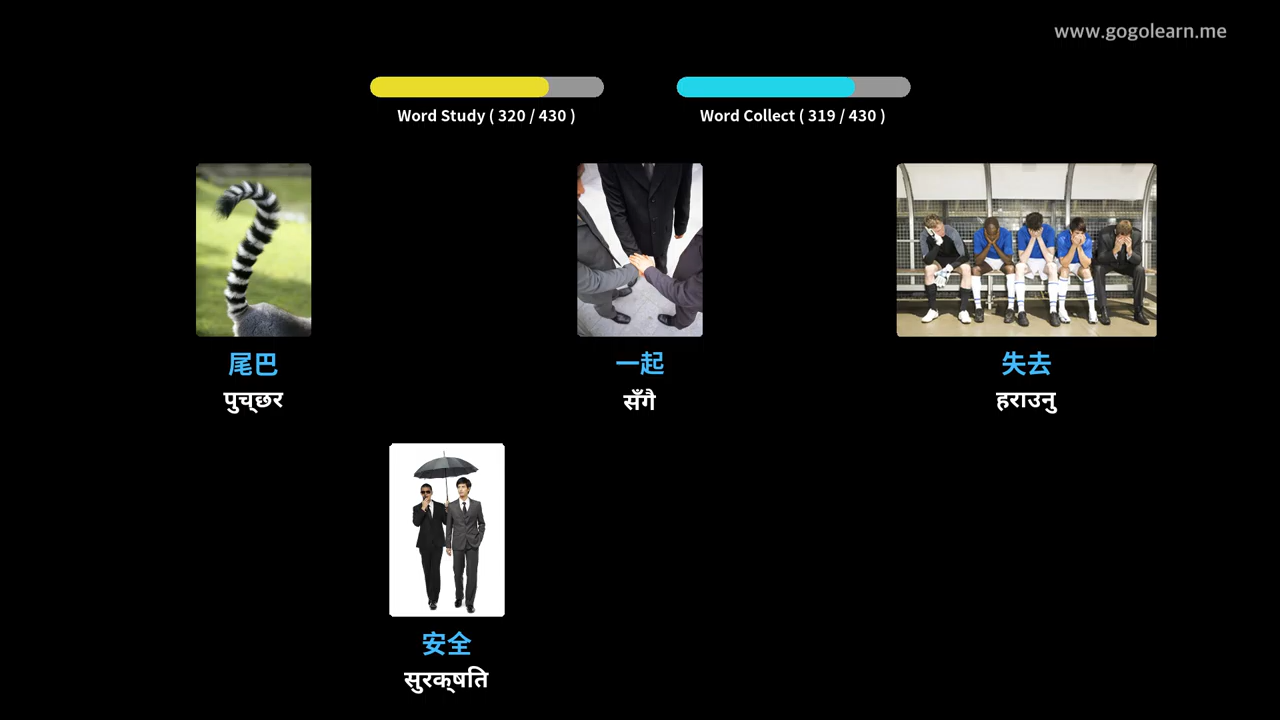 www.gogolearn.me
Word Study ( 320 / 430 )
Word Collect ( 319 / 430 )
尾巴
पुच्‌छर
一起
सँगै
失去
हराउनु
安全
सुरक्‌षति